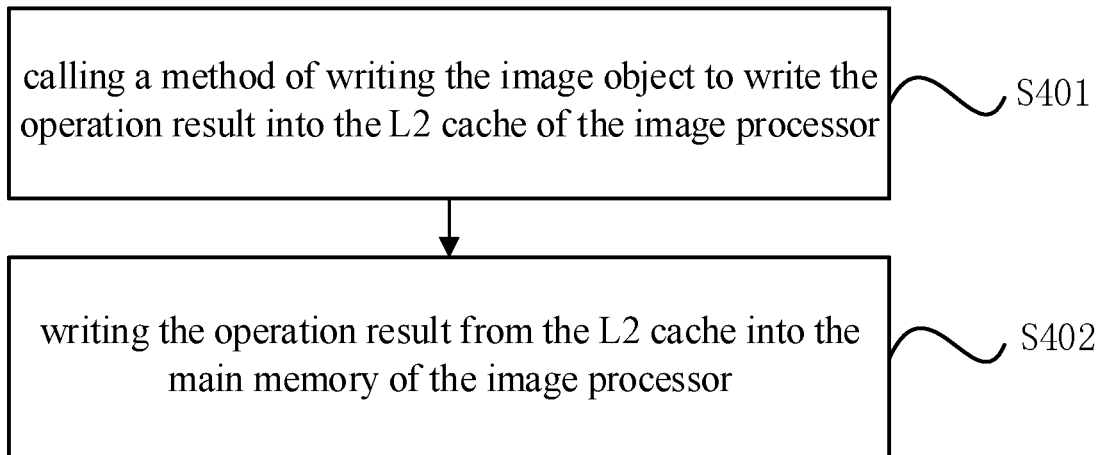 calling a method of writing the image object to write the
operation result into the L2 cache of the image processor
S401
writing the operation result from the L2 cache into the
main memory of the image processor
S402